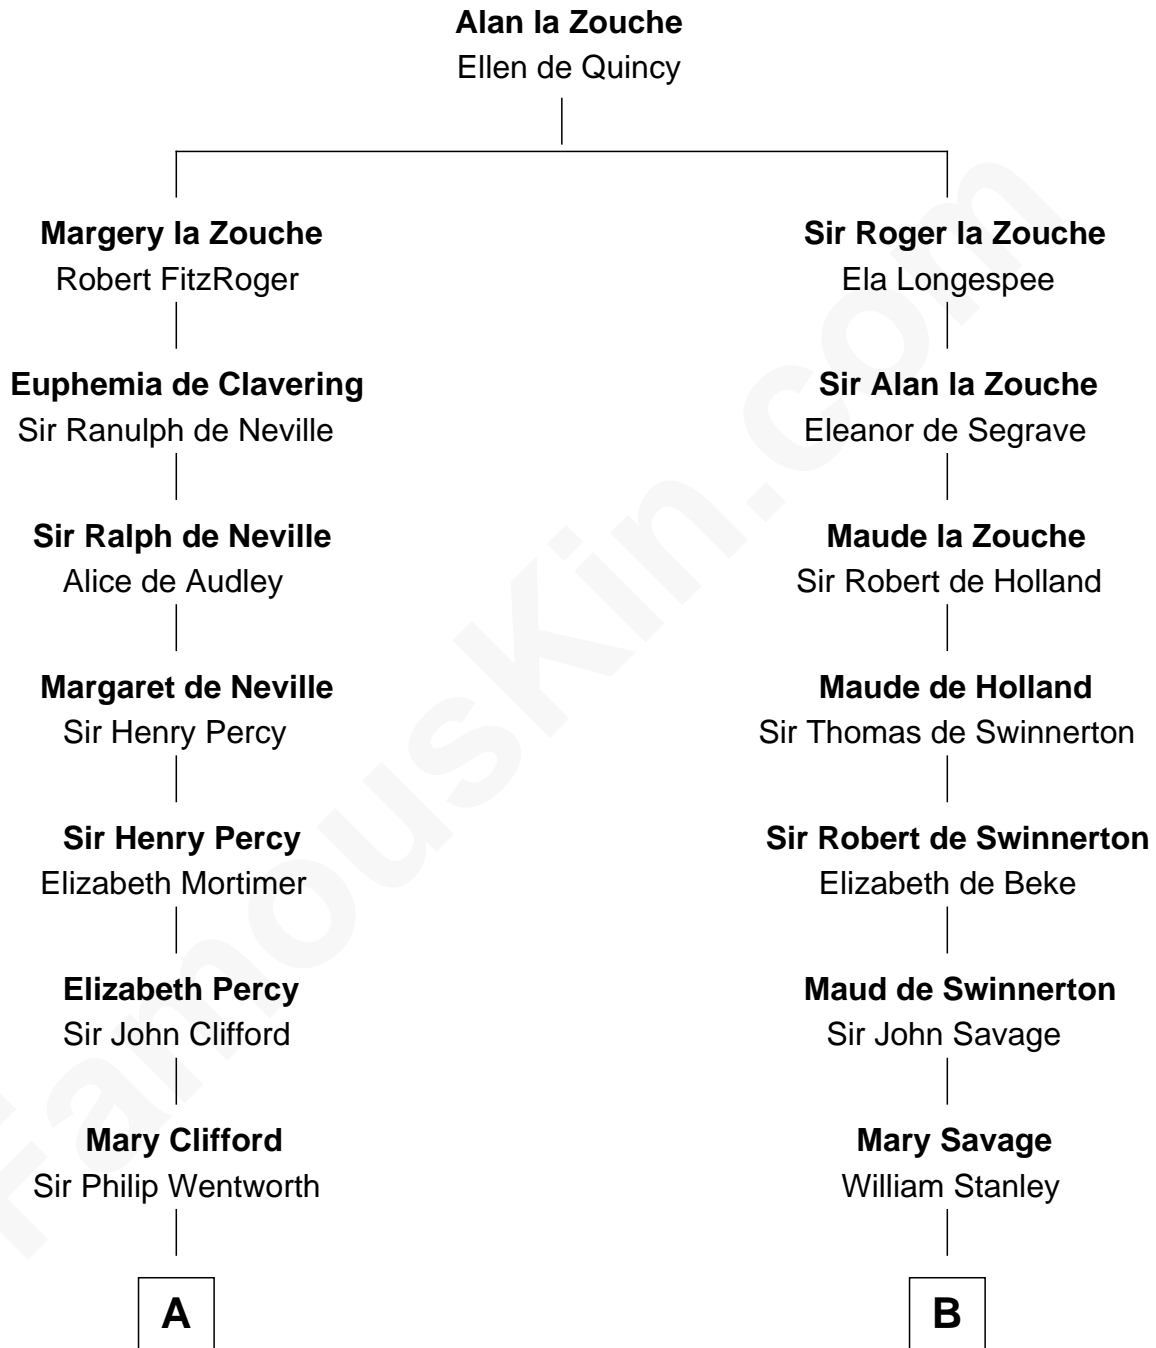 Alan la Zouche
Ellen de Quincy
Margery la Zouche
Robert FitzRoger
Sir Roger la Zouche
Ela Longespee
Euphemia de Clavering
Sir Ranulph de Neville
Sir Alan la Zouche
Eleanor de Segrave
Sir Ralph de Neville
Alice de Audley
Maude la Zouche
Sir Robert de Holland
Margaret de Neville
Sir Henry Percy
Maude de Holland
Sir Thomas de Swinnerton
Sir Henry Percy
Elizabeth Mortimer
Sir Robert de Swinnerton
Elizabeth de Beke
Elizabeth Percy
Sir John Clifford
Maud de Swinnerton
Sir John Savage
Mary Clifford
Sir Philip Wentworth
Mary Savage
William Stanley
A
B
FamousKin.com